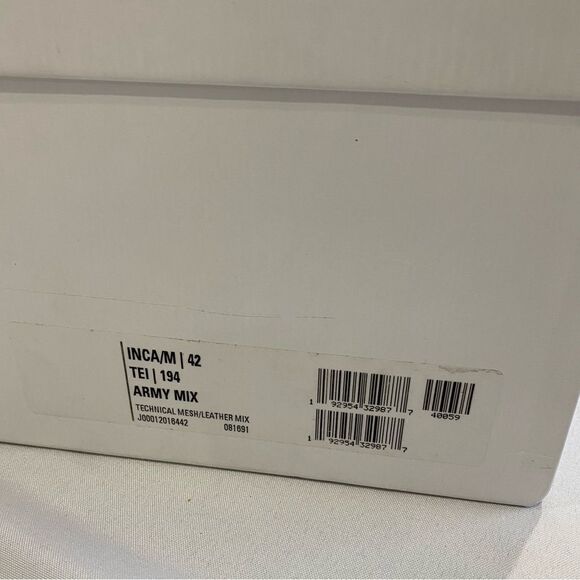 INCA/M | 42
TEI | 194
ARMY MIX
TECHNICAL MESH/LEATHER MIX
J00012018442 081691
1 92954 32987 7
40059
1 92954 32987 7